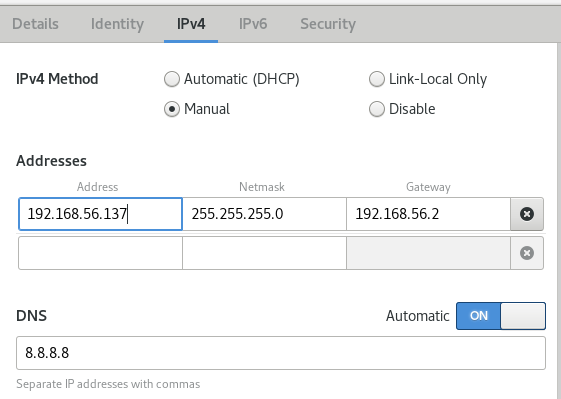 Details Identity IPv4 IPv6 Security
IPv4 Method Automatic (DHCP) Link-Local Only
Manual Disable
Addresses
Address Netmask Gateway
192.168.56.137 255.255.255.0 192.168.56.2
DNS Automatic ON
8.8.8.8
Separate IP addresses with commas